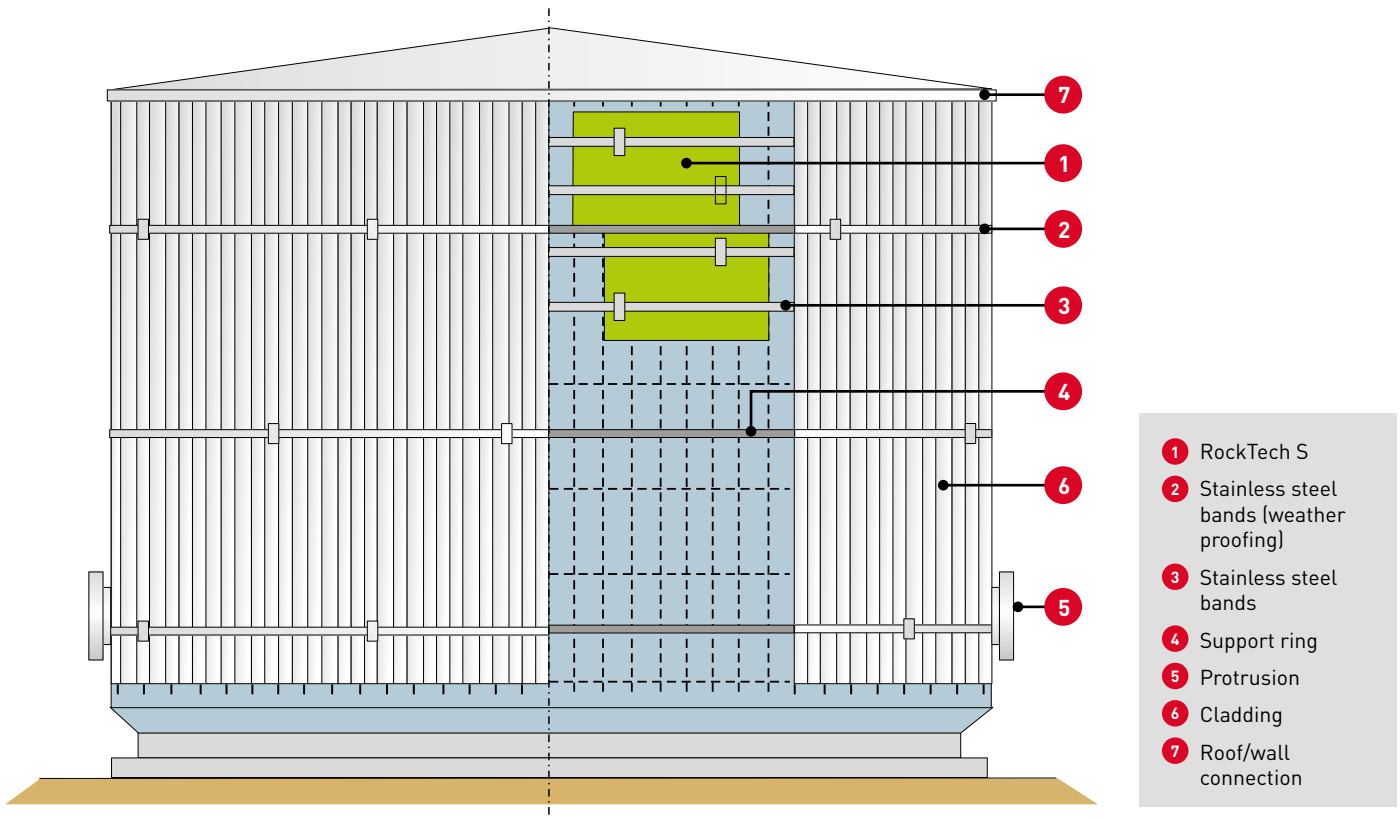 7
1
2
3
4
6
5
1 RockTech S
2 Stainless steel
bands (weather
proofing)
3 Stainless steel
bands
4 Support ring
5 Protrusion
6 Cladding
7 Roof/wall
connection